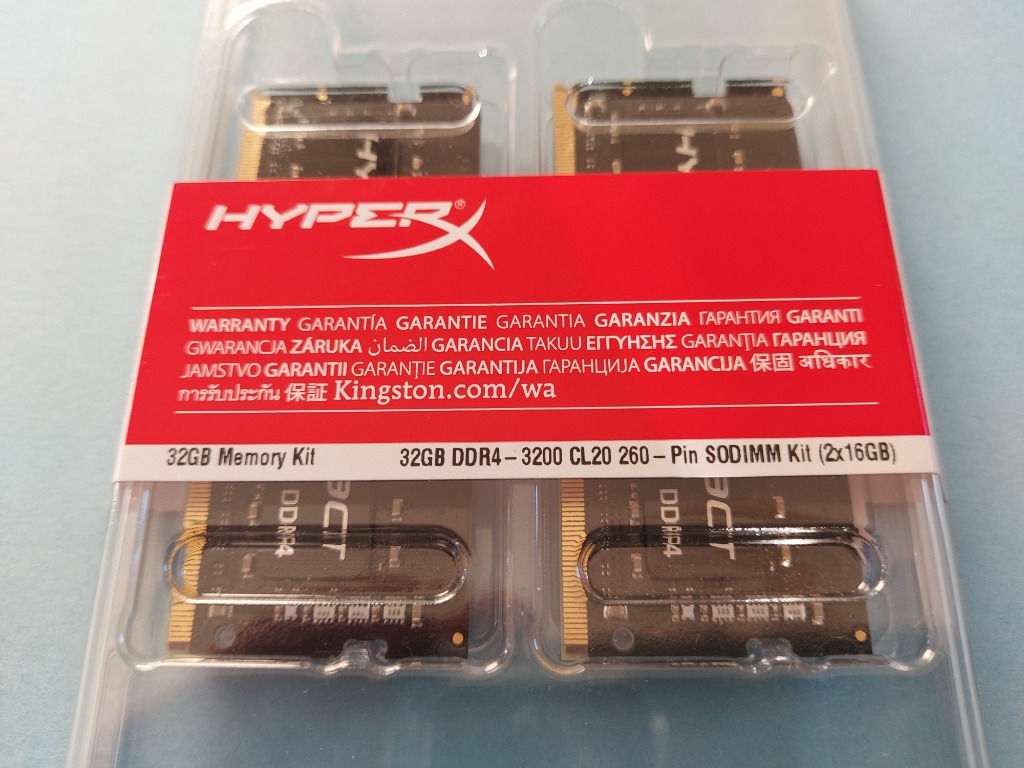 HYPERX®
WARRANTY GARANTÍA GARANTIE GARANTIA GARANZIA ГАРАНТИЯ GARANTI
GWARANCJA ZÁRUKA الضمان GARANCIA TAKUU ΕΓΓΥΗΣΗΣ GARANŢIA ГАРАНЦИЯ
JAMSTVO GARANTII GARANŢIE GARANTIJA ГАРАНЦИЈА GARANCIJA 保固 अधिकार
การรับประกัน 保証 Kingston.com/wa
32GB Memory Kit 32GB DDR4-3200 CL20 260-Pin SODIMM Kit (2x16GB)
DDR4
DDR4